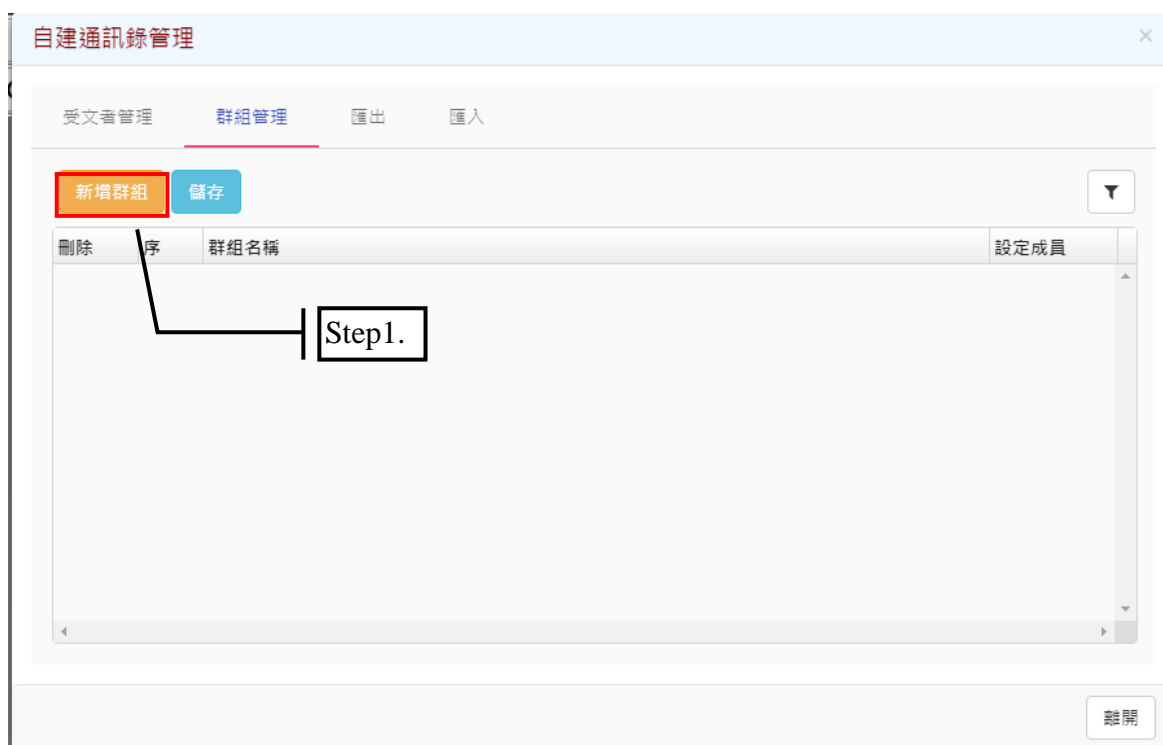 自建通訊錄管理
受文者管理 群組管理 匯出 匯入
新增群組 儲存
刪除 序 群組名稱 設定成員
Step1.
離開